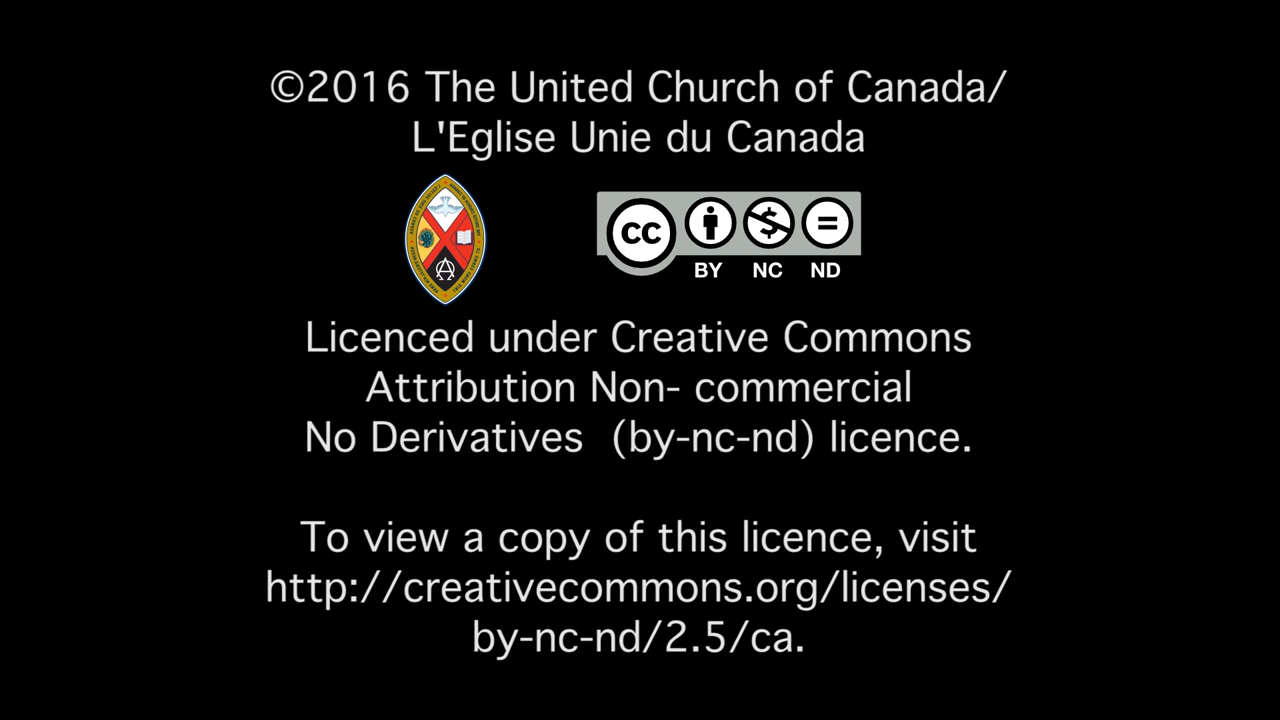 ©2016 The United Church of Canada/
L'Eglise Unie du Canada
cc
BY NC ND
Licenced under Creative Commons
Attribution Non- commercial
No Derivatives (by-nc-nd) licence.
To view a copy of this licence, visit
http://creativecommons.org/licenses/
by-nc-nd/2.5/ca.